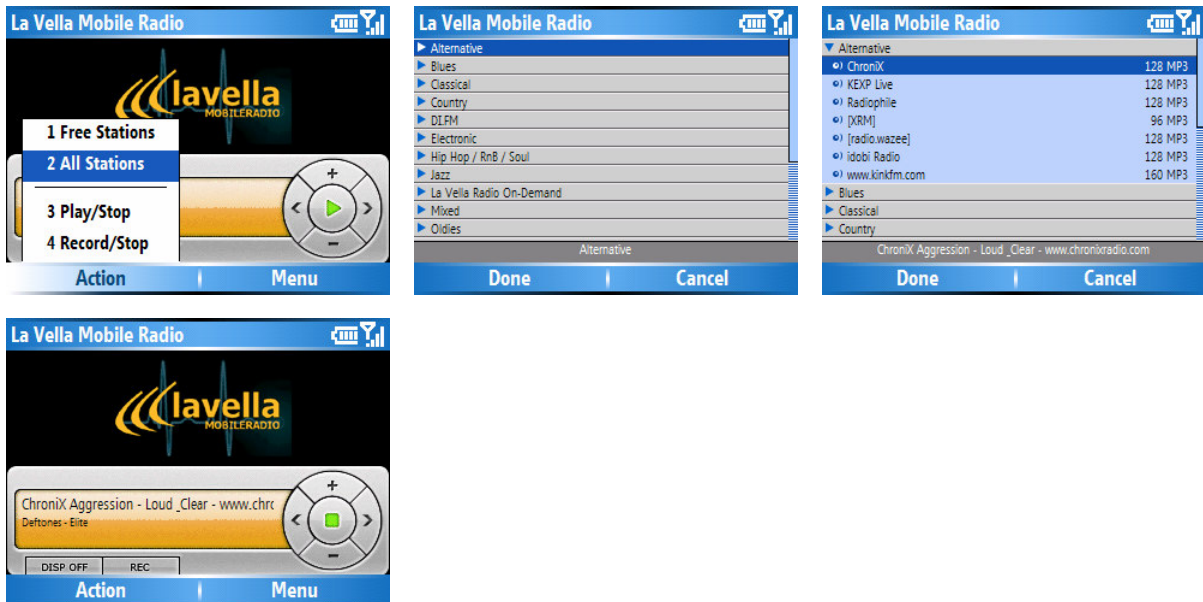 La Vella Mobile Radio
lavella
MOBILERADIO
1 Free Stations
2 All Stations
3 Play/Stop
4 Record/Stop
+
< >
−
Action Menu
La Vella Mobile Radio
Alternative
Blues
Classical
Country
DI.FM
Electronic
Hip Hop / RnB / Soul
Jazz
La Vella Radio On-Demand
Mixed
Oldies
Alternative
Done Cancel
La Vella Mobile Radio
Alternative
ChroniX 128 MP3
KEXP Live 128 MP3
Radiophile 128 MP3
[XRM] 96 MP3
[radio.wazee] 128 MP3
idobi Radio 128 MP3
www.kinkfm.com 160 MP3
Blues
Classical
Country
ChroniX Aggression - Loud _Clear - www.chronixradio.com
Done Cancel
La Vella Mobile Radio
lavella
MOBILERADIO
ChroniX Aggression - Loud _Clear - www.chrc
Deftones - Elite
+
< >
−
DISP OFF REC
Action Menu